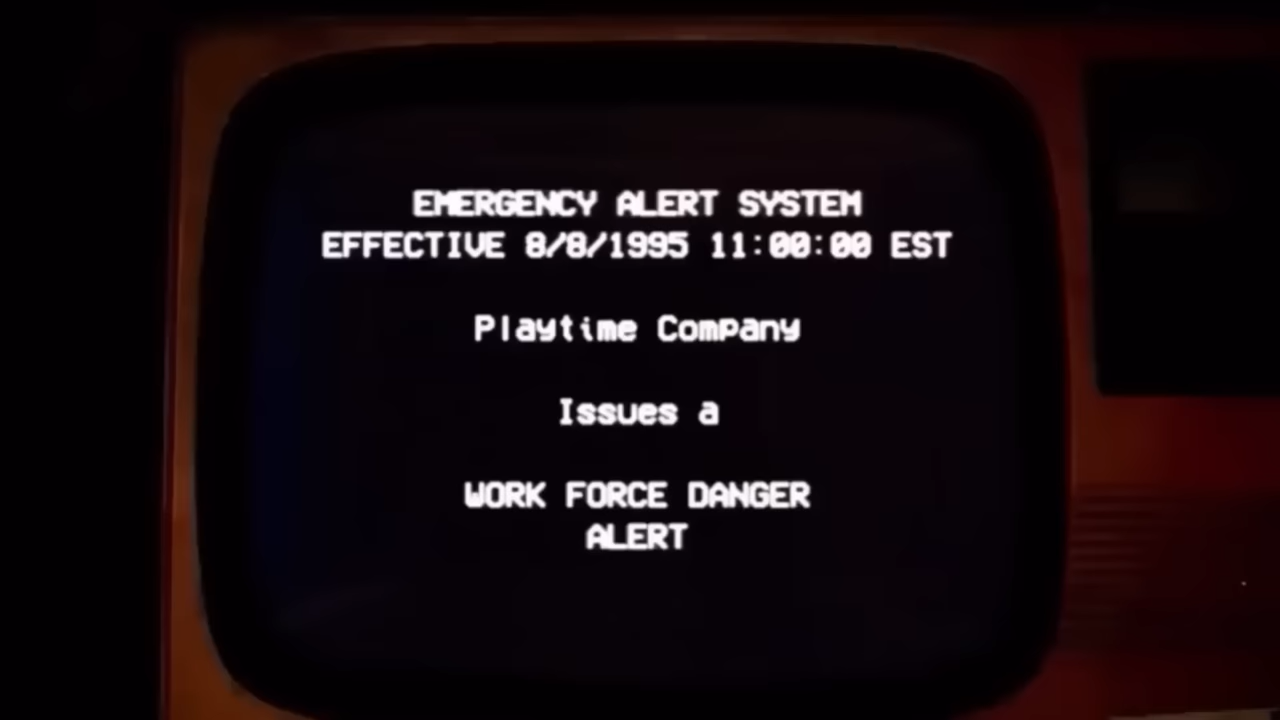 EMERGENCY ALERT SYSTEM
EFFECTIVE 8/8/1995 11:00:00 EST
Playtime Company
Issues a
WORK FORCE DANGER
ALERT